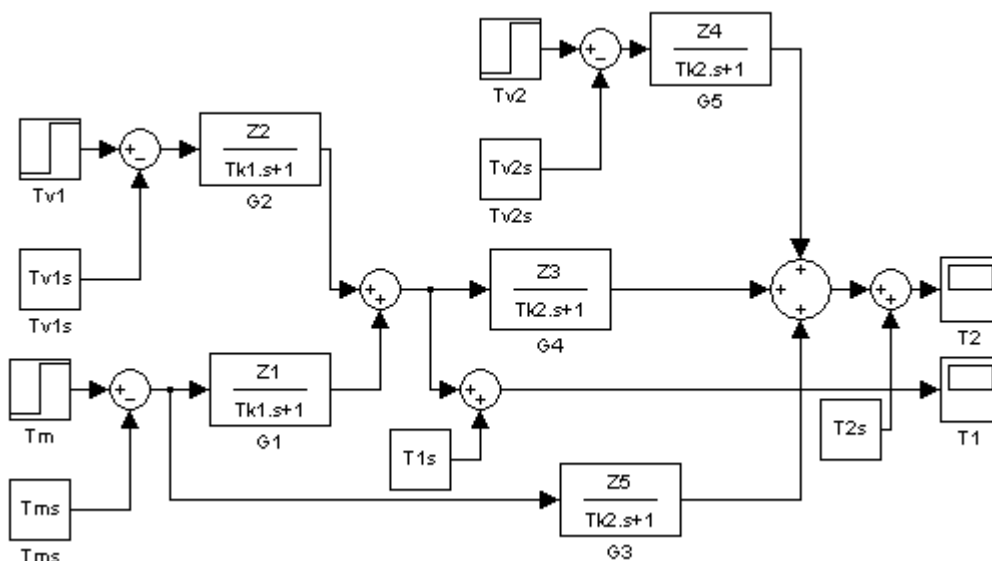 Z4
Tk2.s+1
G5
+
−
Tv2
Tv2s
Tv2s
Z2
Tk1.s+1
G2
+
−
Tv1
Tv1s
Tv1s
+
+
Z3
Tk2.s+1
G4
+
+
+
+
+
T2
Z1
Tk1.s+1
G1
+
−
Tm
Tms
Tms
+
+
T1s
T2s
T1
Z5
Tk2.s+1
G3